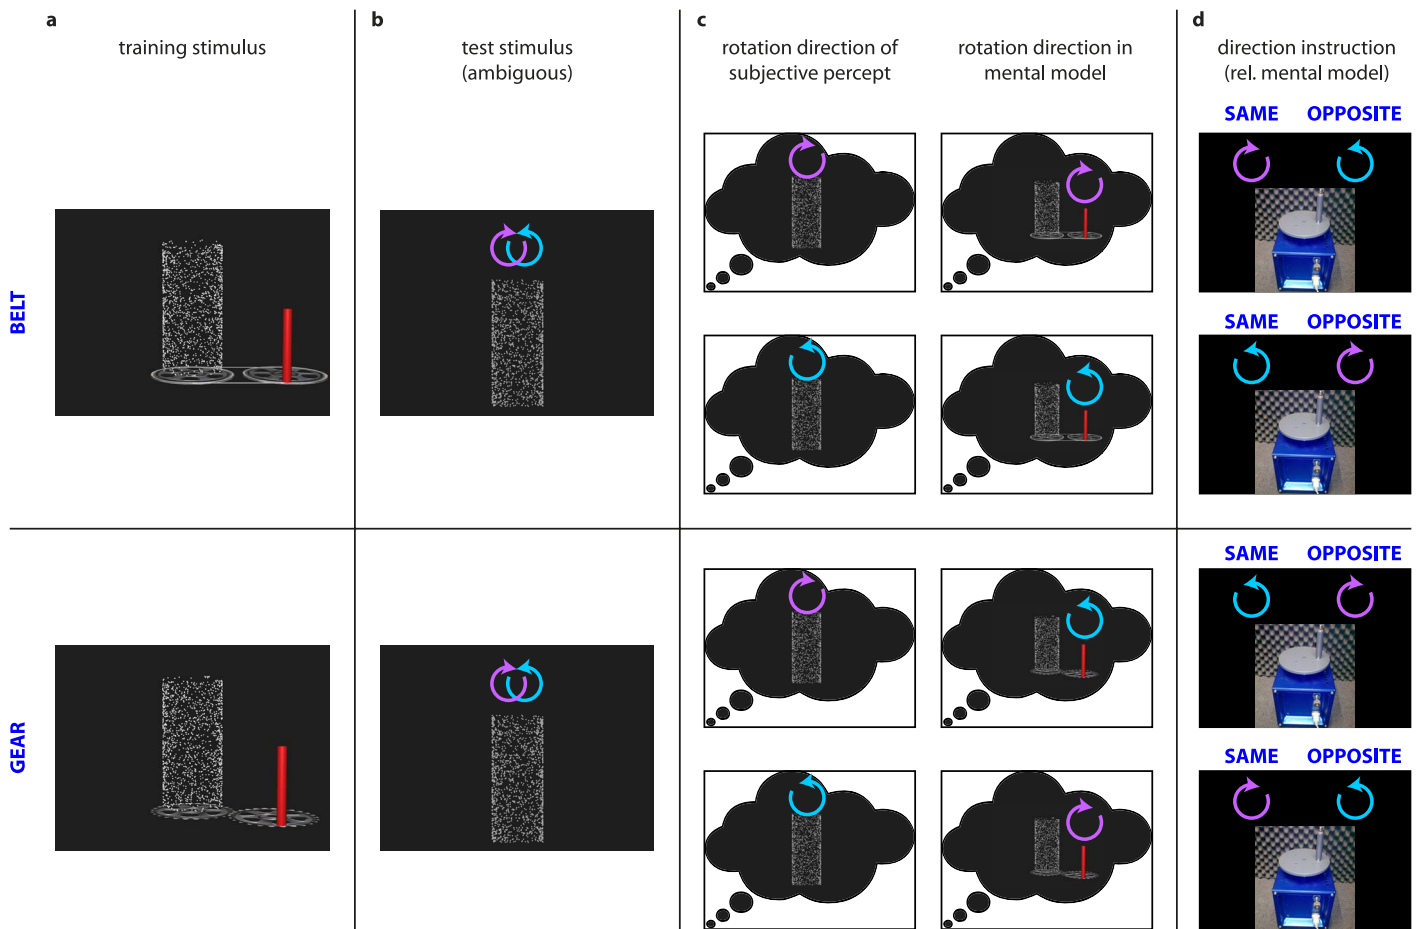 a
training stimulus
b
test stimulus
(ambiguous)
c
rotation direction of
subjective percept
rotation direction in
mental model
d
direction instruction
(rel. mental model)
BELT
SAME OPPOSITE
SAME OPPOSITE
GEAR
SAME OPPOSITE
SAME OPPOSITE